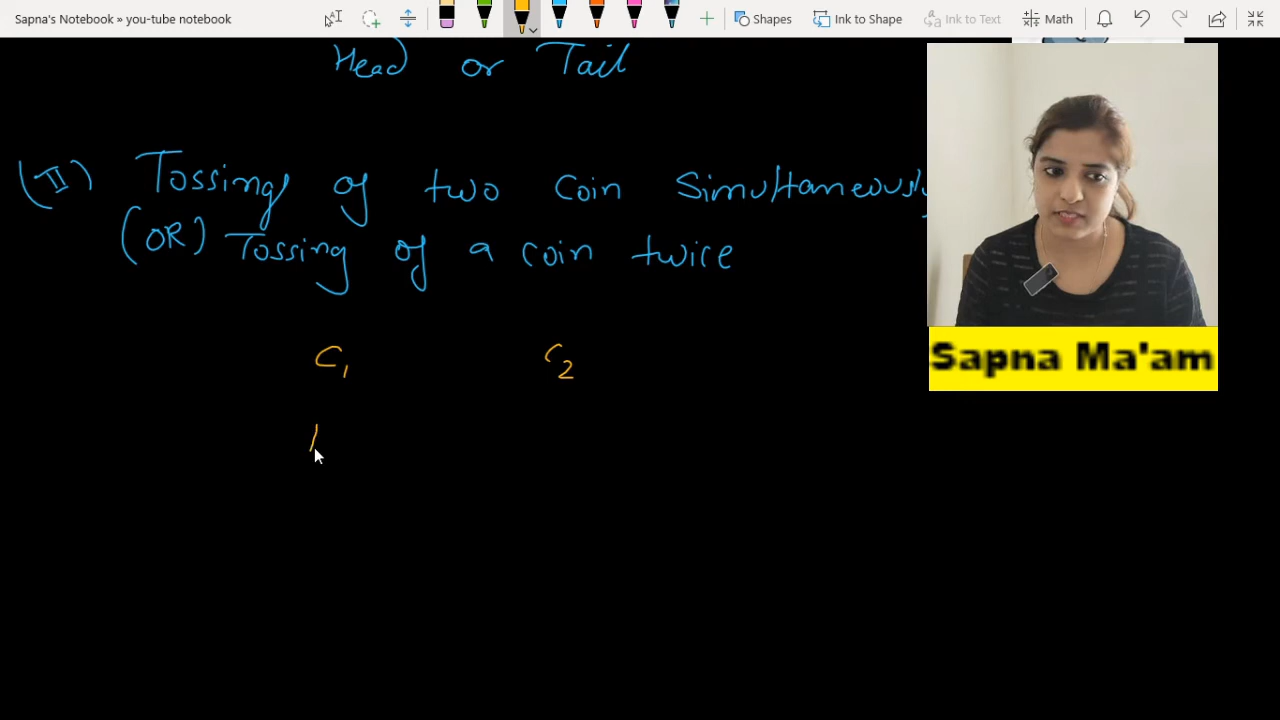 Sapna's Notebook » you-tube notebook
Shapes
Ink to Shape
Ink to Text
Math
Head or Tail
(II) Tossing of two Coin Simultaneously
(OR) Tossing of a coin twice
C1 C2
Sapna Ma'am